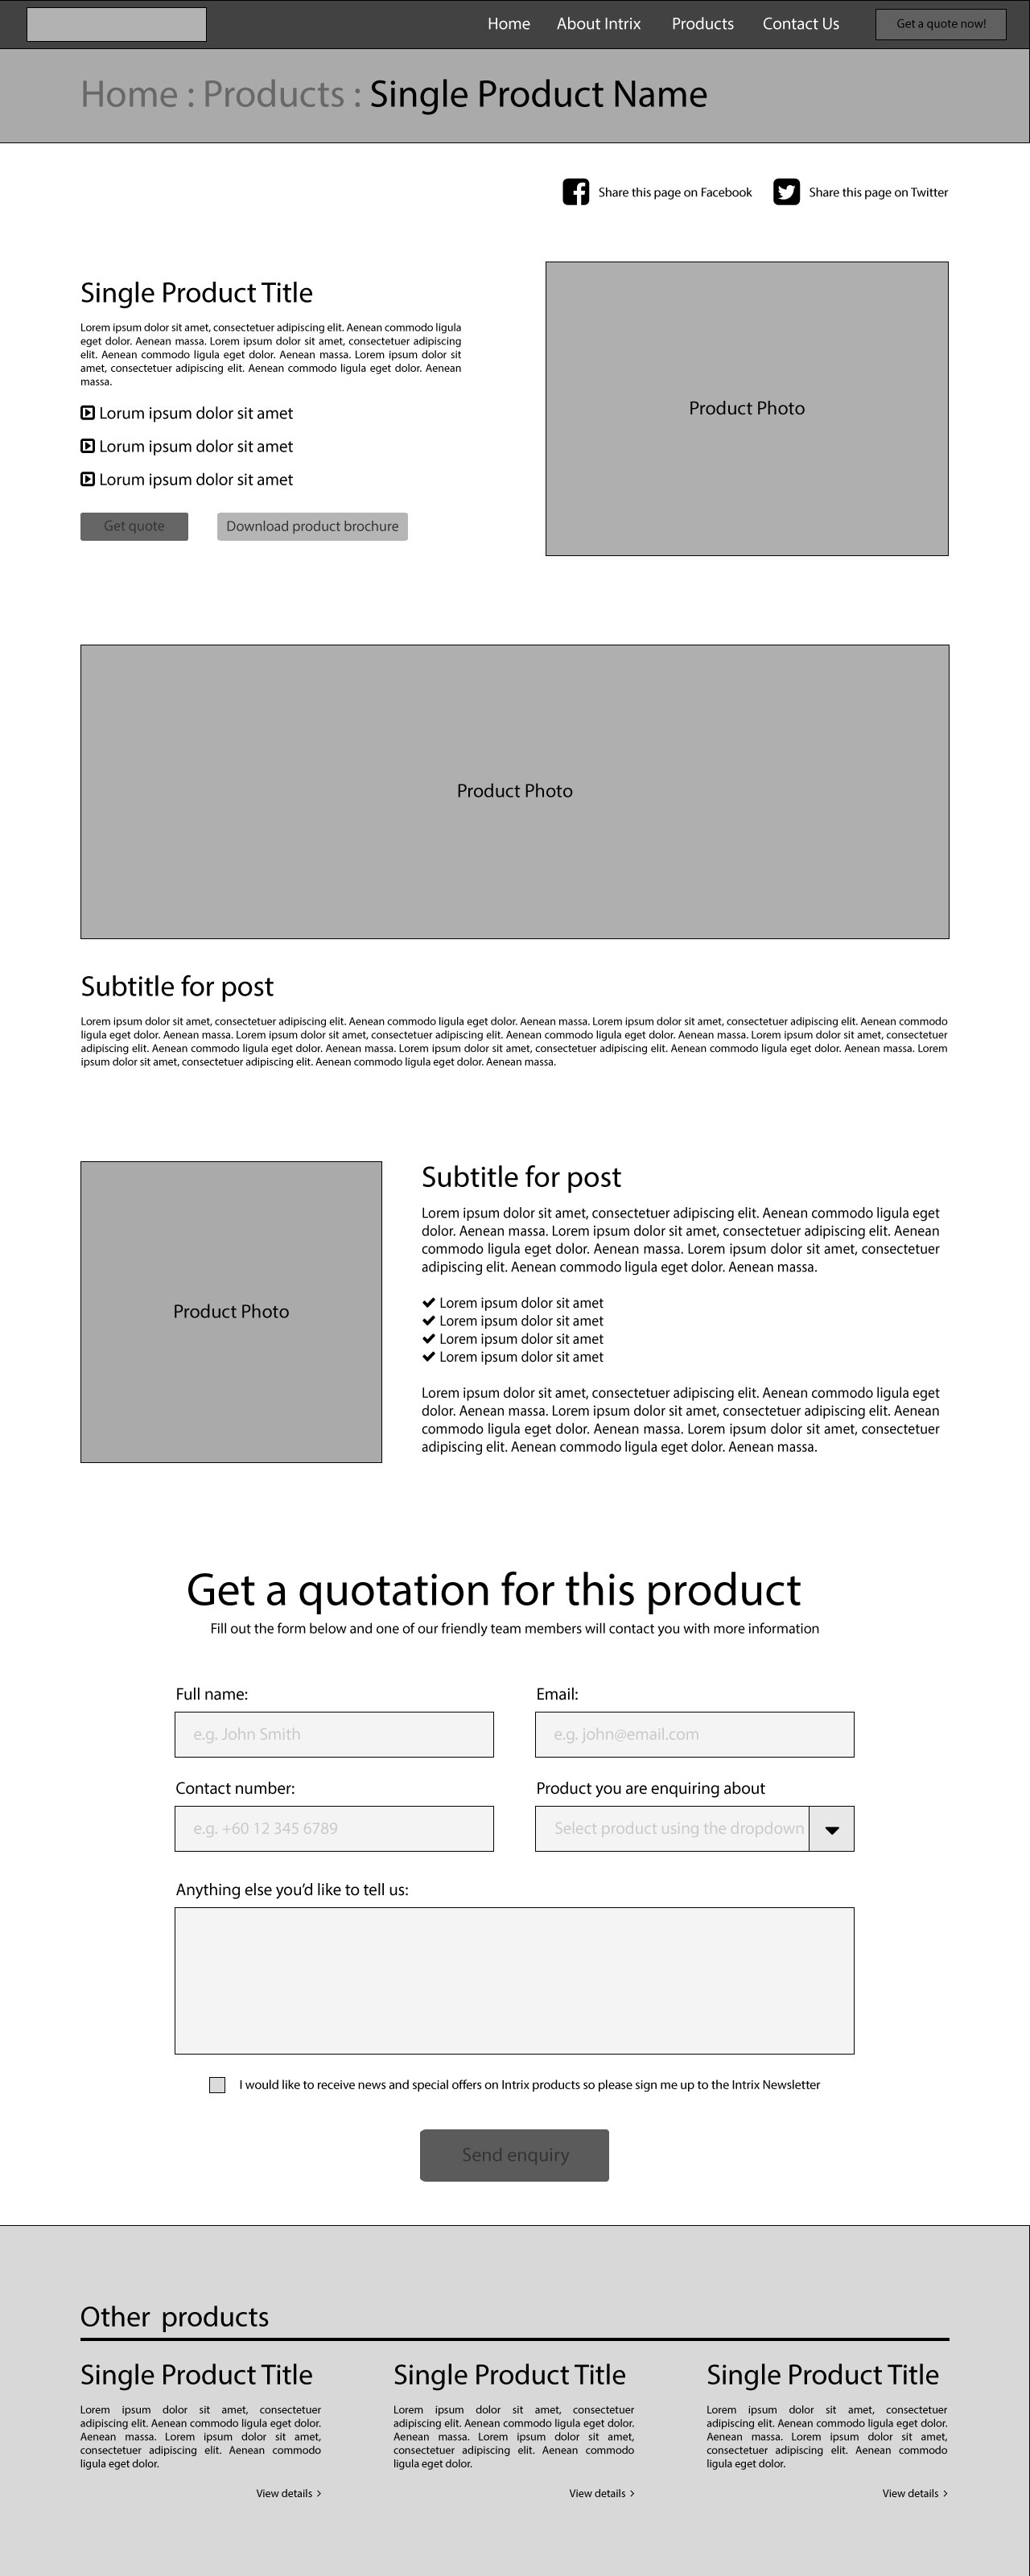 Home About Intrix Products Contact Us Get a quote now!
Home : Products : Single Product Name
Share this page on Facebook Share this page on Twitter
Single Product Title
Lorem ipsum dolor sit amet, consectetuer adipiscing elit. Aenean commodo ligula
eget dolor. Aenean massa. Lorem ipsum dolor sit amet, consectetuer adipiscing
elit. Aenean commodo ligula eget dolor. Aenean massa. Lorem ipsum dolor sit
amet, consectetuer adipiscing elit. Aenean commodo ligula eget dolor. Aenean
massa.
Lorum ipsum dolor sit amet
Lorum ipsum dolor sit amet
Lorum ipsum dolor sit amet
Get quote Download product brochure
Product Photo
Product Photo
Subtitle for post
Lorem ipsum dolor sit amet, consectetuer adipiscing elit. Aenean commodo ligula eget dolor. Aenean massa. Lorem ipsum dolor sit amet, consectetuer adipiscing elit. Aenean commodo
ligula eget dolor. Aenean massa. Lorem ipsum dolor sit amet, consectetuer adipiscing elit. Aenean commodo ligula eget dolor. Aenean massa. Lorem ipsum dolor sit amet, consectetuer
adipiscing elit. Aenean commodo ligula eget dolor. Aenean massa. Lorem ipsum dolor sit amet, consectetuer adipiscing elit. Aenean commodo ligula eget dolor. Aenean massa. Lorem
ipsum dolor sit amet, consectetuer adipiscing elit. Aenean commodo ligula eget dolor. Aenean massa.
Product Photo
Subtitle for post
Lorem ipsum dolor sit amet, consectetuer adipiscing elit. Aenean commodo ligula eget
dolor. Aenean massa. Lorem ipsum dolor sit amet, consectetuer adipiscing elit. Aenean
commodo ligula eget dolor. Aenean massa. Lorem ipsum dolor sit amet, consectetuer
adipiscing elit. Aenean commodo ligula eget dolor. Aenean massa.
Lorem ipsum dolor sit amet
Lorem ipsum dolor sit amet
Lorem ipsum dolor sit amet
Lorem ipsum dolor sit amet
Lorem ipsum dolor sit amet, consectetuer adipiscing elit. Aenean commodo ligula eget
dolor. Aenean massa. Lorem ipsum dolor sit amet, consectetuer adipiscing elit. Aenean
commodo ligula eget dolor. Aenean massa. Lorem ipsum dolor sit amet, consectetuer
adipiscing elit. Aenean commodo ligula eget dolor. Aenean massa.
Get a quotation for this product
Fill out the form below and one of our friendly team members will contact you with more information
Full name: Email:
e.g. John Smith e.g. john@email.com
Contact number: Product you are enquiring about
e.g. +60 12 345 6789 Select product using the dropdown
Anything else you'd like to tell us:
I would like to receive news and special offers on Intrix products so please sign me up to the Intrix Newsletter
Send enquiry
Other products
Single Product Title
Lorem ipsum dolor sit amet, consectetuer
adipiscing elit. Aenean commodo ligula eget dolor.
Aenean massa. Lorem ipsum dolor sit amet,
consectetuer adipiscing elit. Aenean commodo
ligula eget dolor.
View details >
Single Product Title
Lorem ipsum dolor sit amet, consectetuer
adipiscing elit. Aenean commodo ligula eget dolor.
Aenean massa. Lorem ipsum dolor sit amet,
consectetuer adipiscing elit. Aenean commodo
ligula eget dolor.
View details >
Single Product Title
Lorem ipsum dolor sit amet, consectetuer
adipiscing elit. Aenean commodo ligula eget dolor.
Aenean massa. Lorem ipsum dolor sit amet,
consectetuer adipiscing elit. Aenean commodo
ligula eget dolor.
View details >